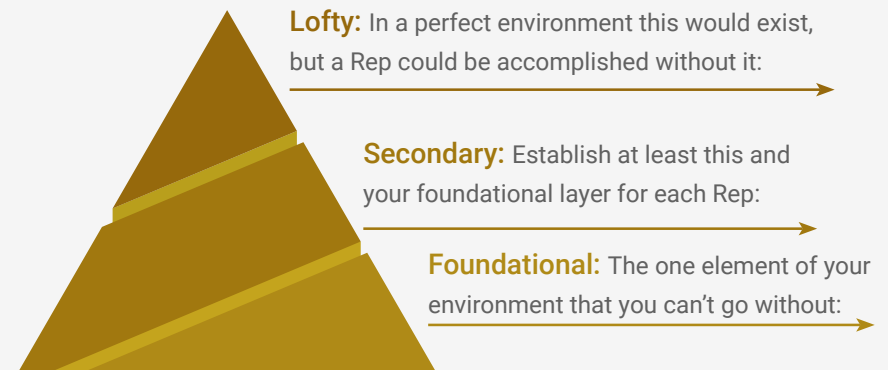 Lofty: In a perfect environment this would exist,
but a Rep could be accomplished without it:
Secondary: Establish at least this and
your foundational layer for each Rep:
Foundational: The one element of your
environment that you can’t go without: